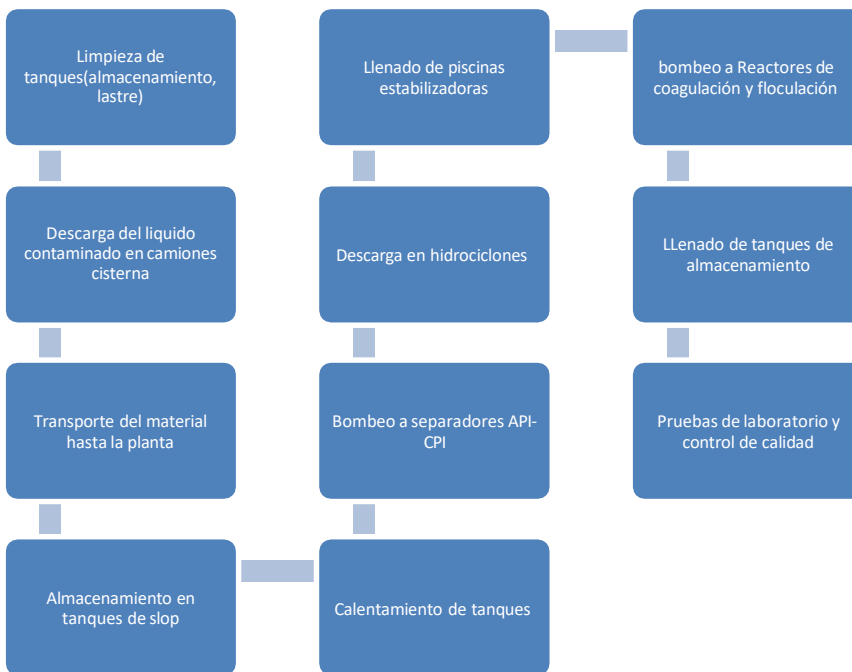 Limpieza de
tanques(almacenamiento,
lastre)
Descarga del liquido
contaminado en camiones
cisterna
Transporte del material
hasta la planta
Almacenamiento en
tanques de slop
Calentamiento de tanques
Bombeo a separadores API-
CPI
Descarga en hidrociclones
Llenado de piscinas
estabilizadoras
bombeo a Reactores de
coagulación y floculación
LLenado de tanques de
almacenamiento
Pruebas de laboratorio y
control de calidad